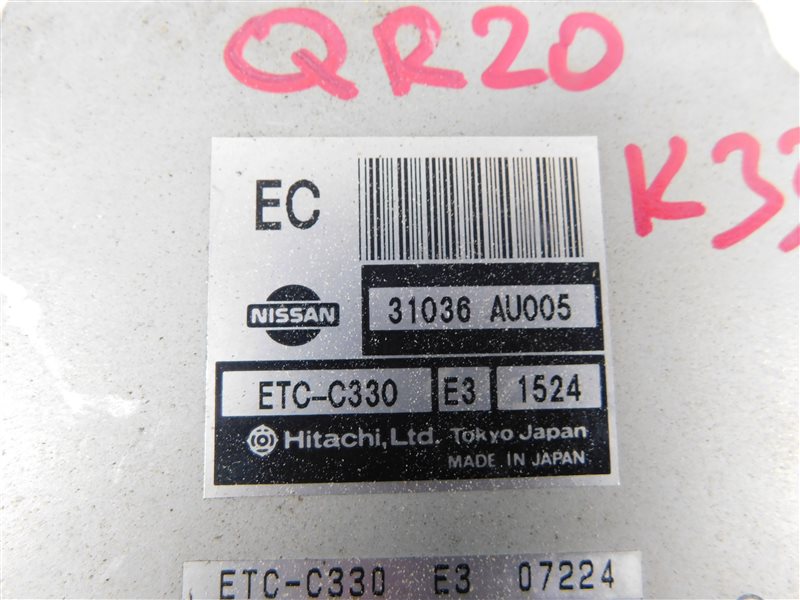 QR20
K33
EC
NISSAN
31036 AU005
ETC-C330 E3 1524
Hitachi, Ltd. Tokyo Japan
MADE IN JAPAN
ETC-C330 E3 07224